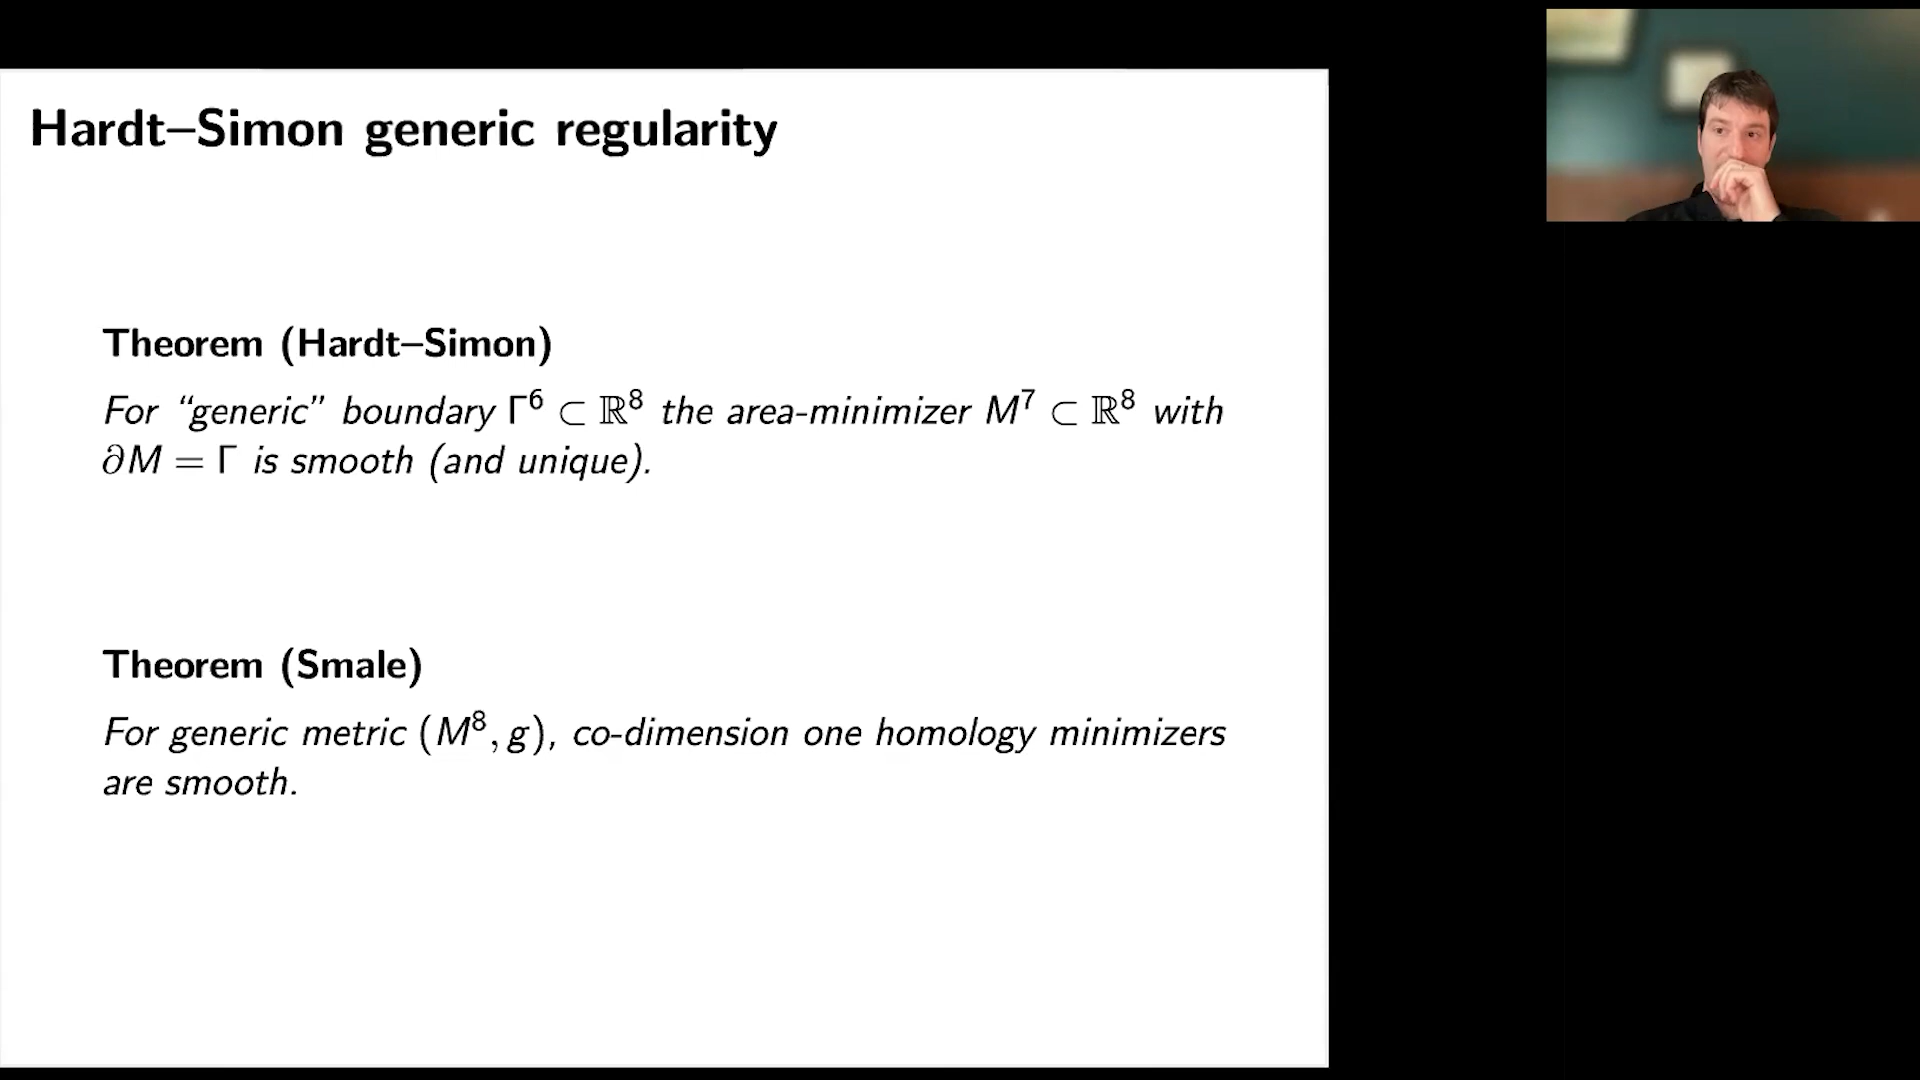 Hardt–Simon generic regularity
Theorem (Hardt–Simon)
For “generic” boundary Γ⁶ ⊂ ℝ⁸ the area-minimizer M⁷ ⊂ ℝ⁸ with
∂M = Γ is smooth (and unique).
Theorem (Smale)
For generic metric (M⁸, g), co-dimension one homology minimizers
are smooth.